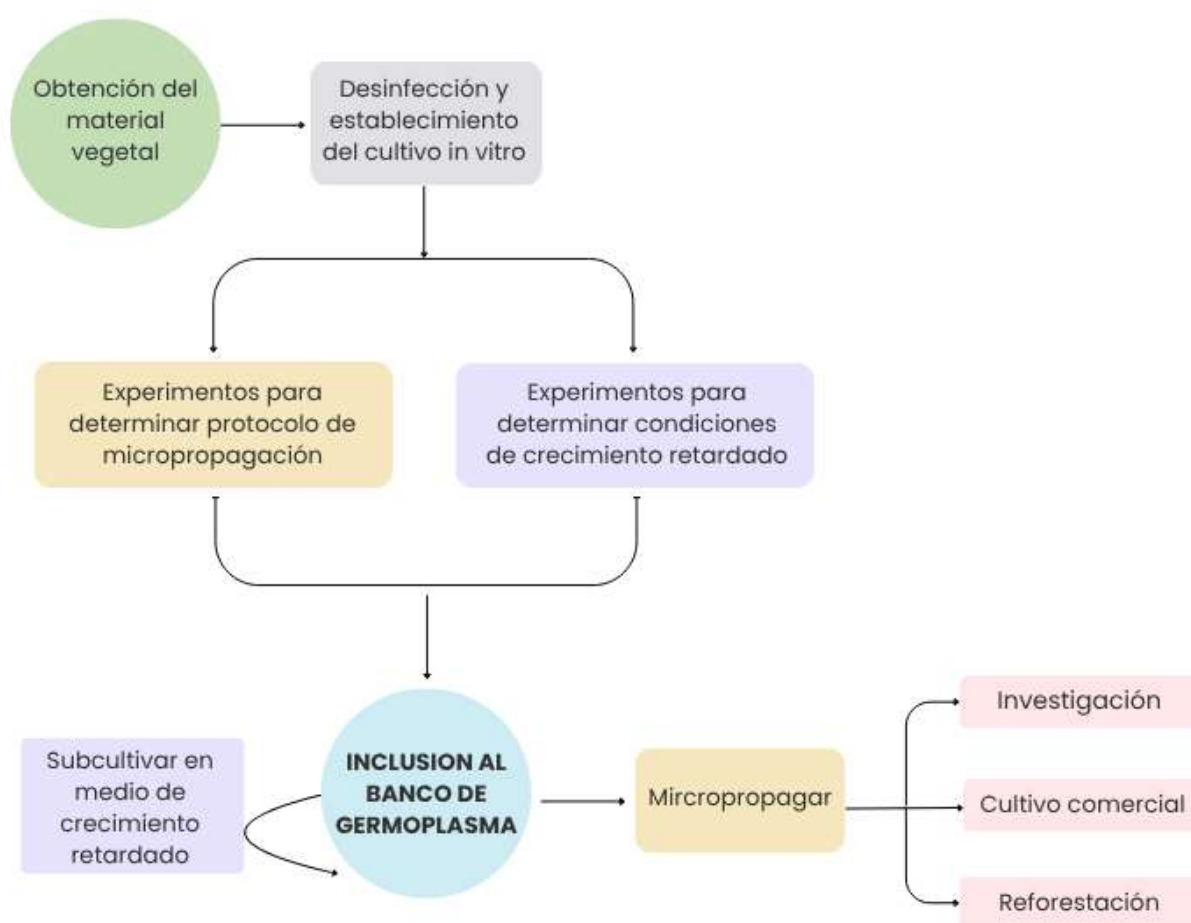 Obtención del
material
vegetal
Desinfección y
establecimiento
del cultivo in vitro
Experimentos para
determinar protocolo de
micropropagación
Experimentos para
determinar condiciones
de crecimiento retardado
Subcultivar en
medio de
crecimiento
retardado
INCLUSION AL
BANCO DE
GERMOPLASMA
Mircropropagar
Investigación
Cultivo comercial
Reforestación